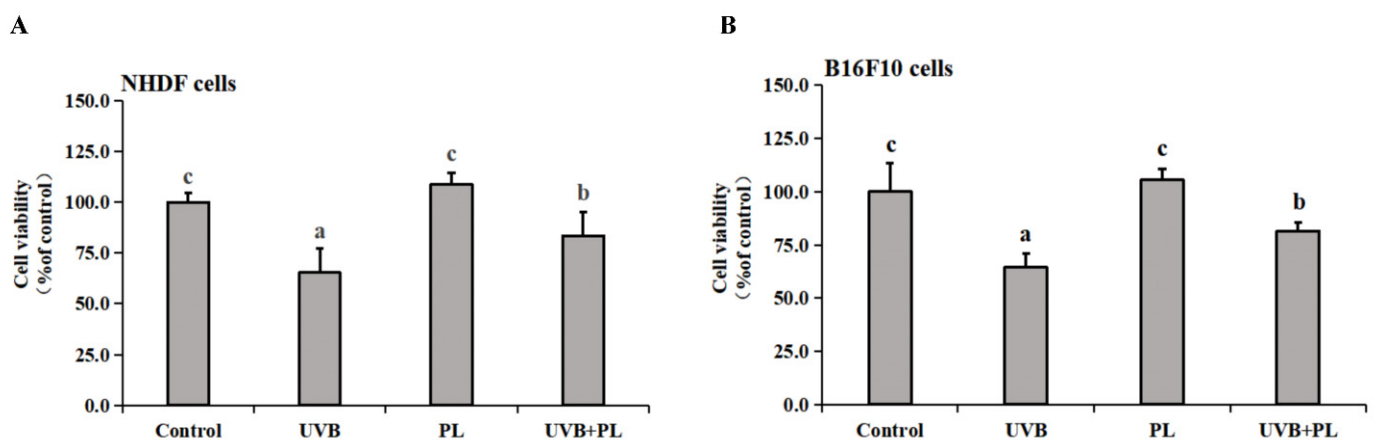 A
B
NHDF cells
B16F10 cells
Cell viability
（%of control）
150.0
125.0
100.0
75.0
50.0
25.0
0.0
c
a
c
b
Control
UVB
PL
UVB+PL
Cell viability
（%of control）
150.0
125.0
100.0
75.0
50.0
25.0
0.0
c
a
c
b
Control
UVB
PL
UVB+PL